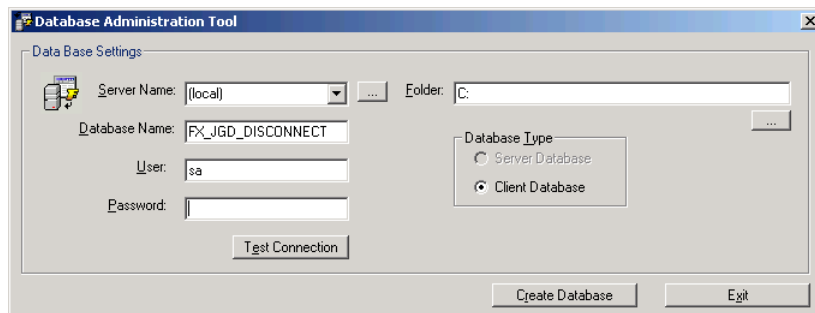 Database Administration Tool
Data Base Settings
Server Name: (local) ... Folder: C:
...
Database Name: FX_JGD_DISCONNECT
Database Type
Server Database
User: sa
Client Database
Password:
Test Connection
Create Database Exit